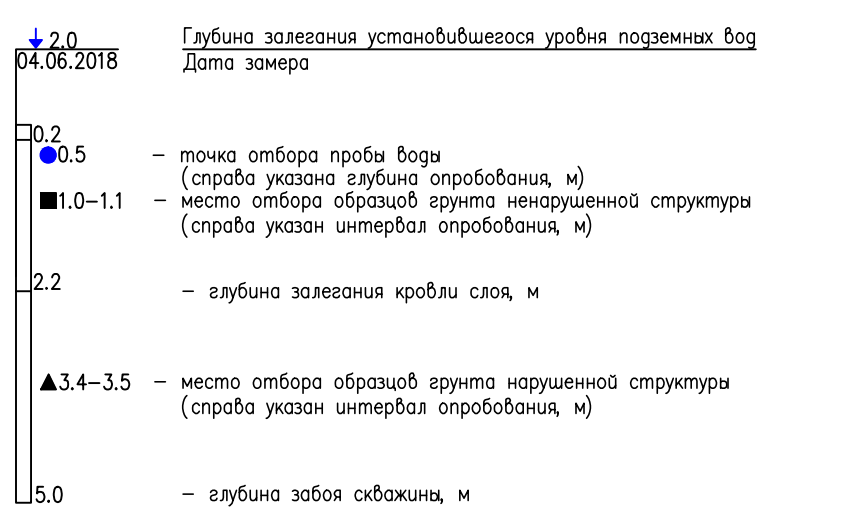 2.0 Глубина залегания установившегося уровня подземных вод
04.06.2018 Дата замера
0.2
0.5 – точка отбора пробы воды
(справа указана глубина опробования, м)
1.0–1.1 – место отбора образцов грунта ненарушенной структуры
(справа указан интервал опробования, м)
2.2
– глубина залегания кровли слоя, м
3.4–3.5 – место отбора образцов грунта нарушенной структуры
(справа указан интервал опробования, м)
5.0 – глубина забоя скважины, м